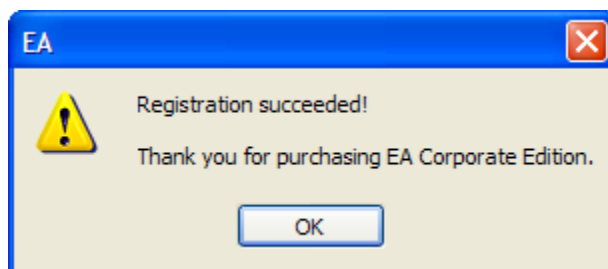 EA
Registration succeeded!
Thank you for purchasing EA Corporate Edition.
OK